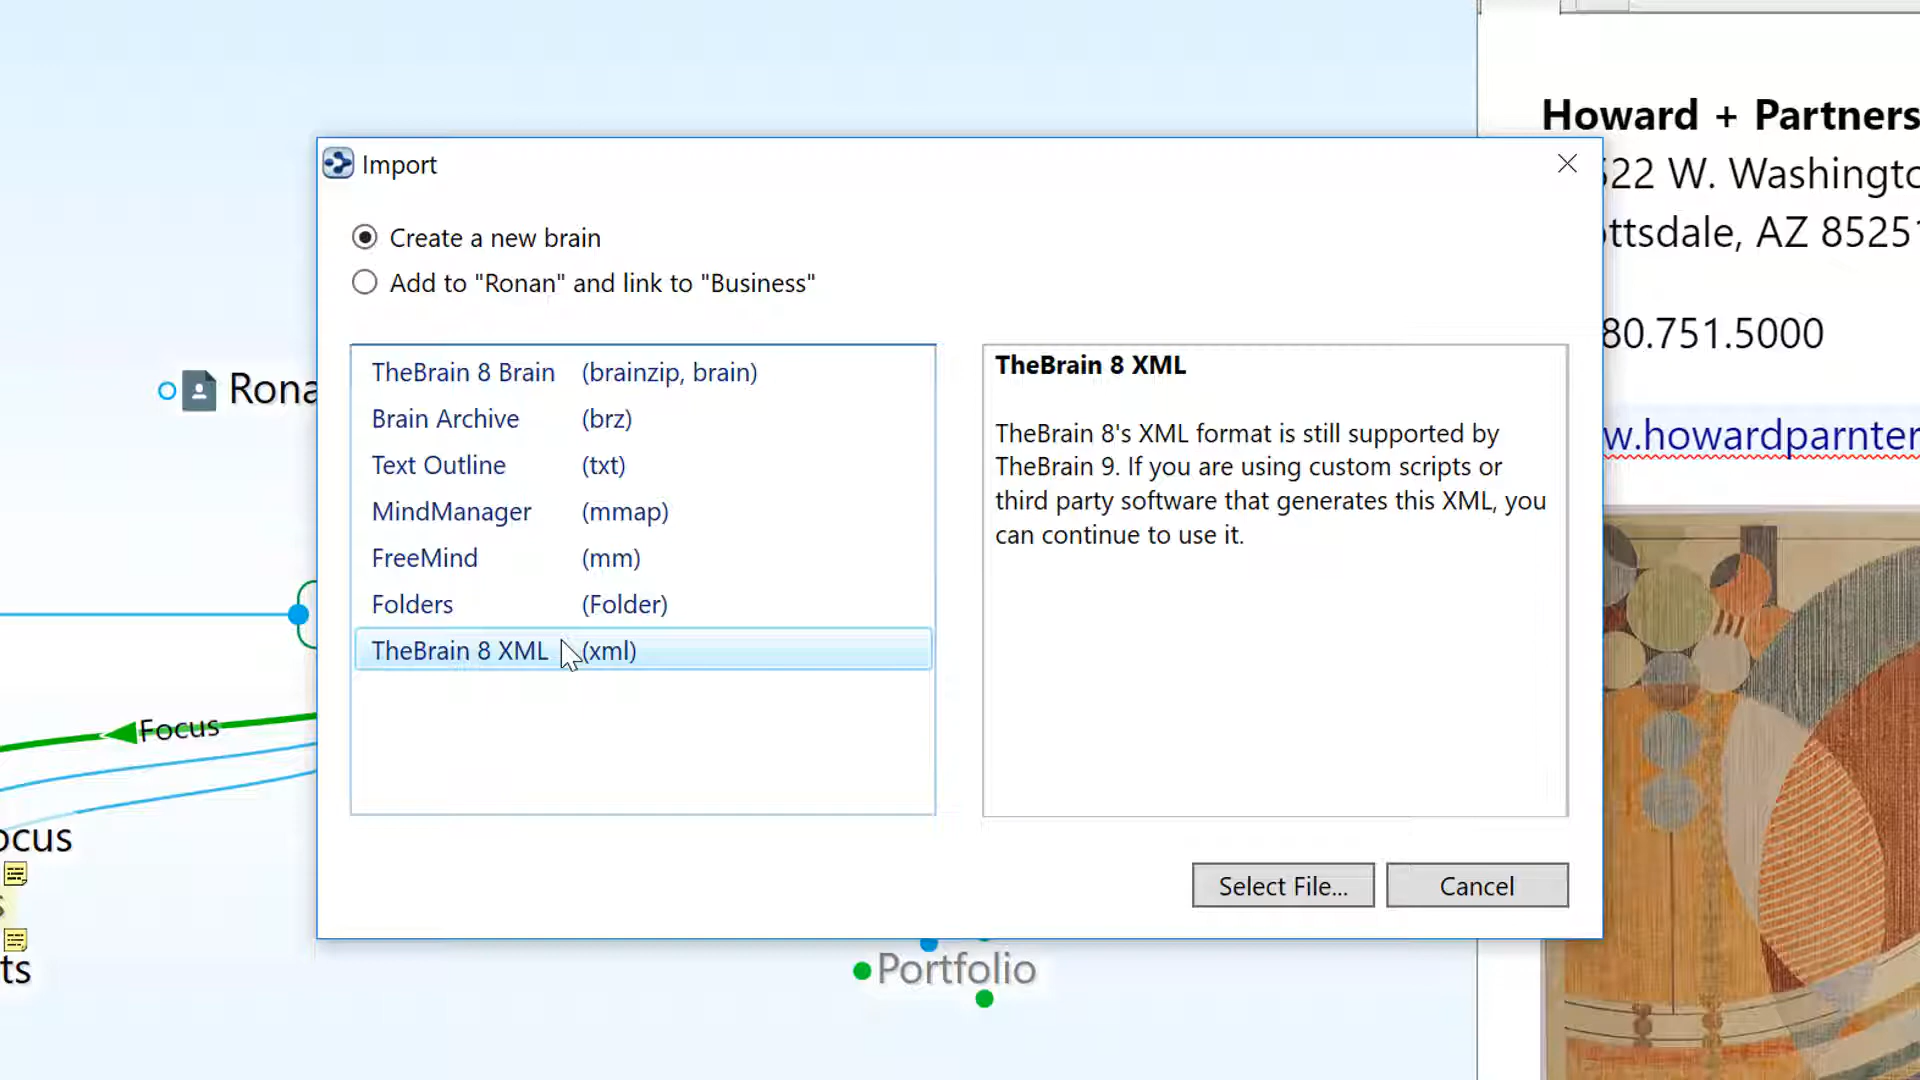 Howard + Partners
22 W. Washingto
ttsdale, AZ 85251
80.751.5000
w.howardparnter
Import
Create a new brain
Add to "Ronan" and link to "Business"
TheBrain 8 Brain (brainzip, brain)
Brain Archive (brz)
Text Outline (txt)
MindManager (mmap)
FreeMind (mm)
Folders (Folder)
TheBrain 8 XML (xml)
TheBrain 8 XML
TheBrain 8's XML format is still supported by
TheBrain 9. If you are using custom scripts or
third party software that generates this XML, you
can continue to use it.
Select File...
Cancel
Rona
Focus
ocus
ts
Portfolio